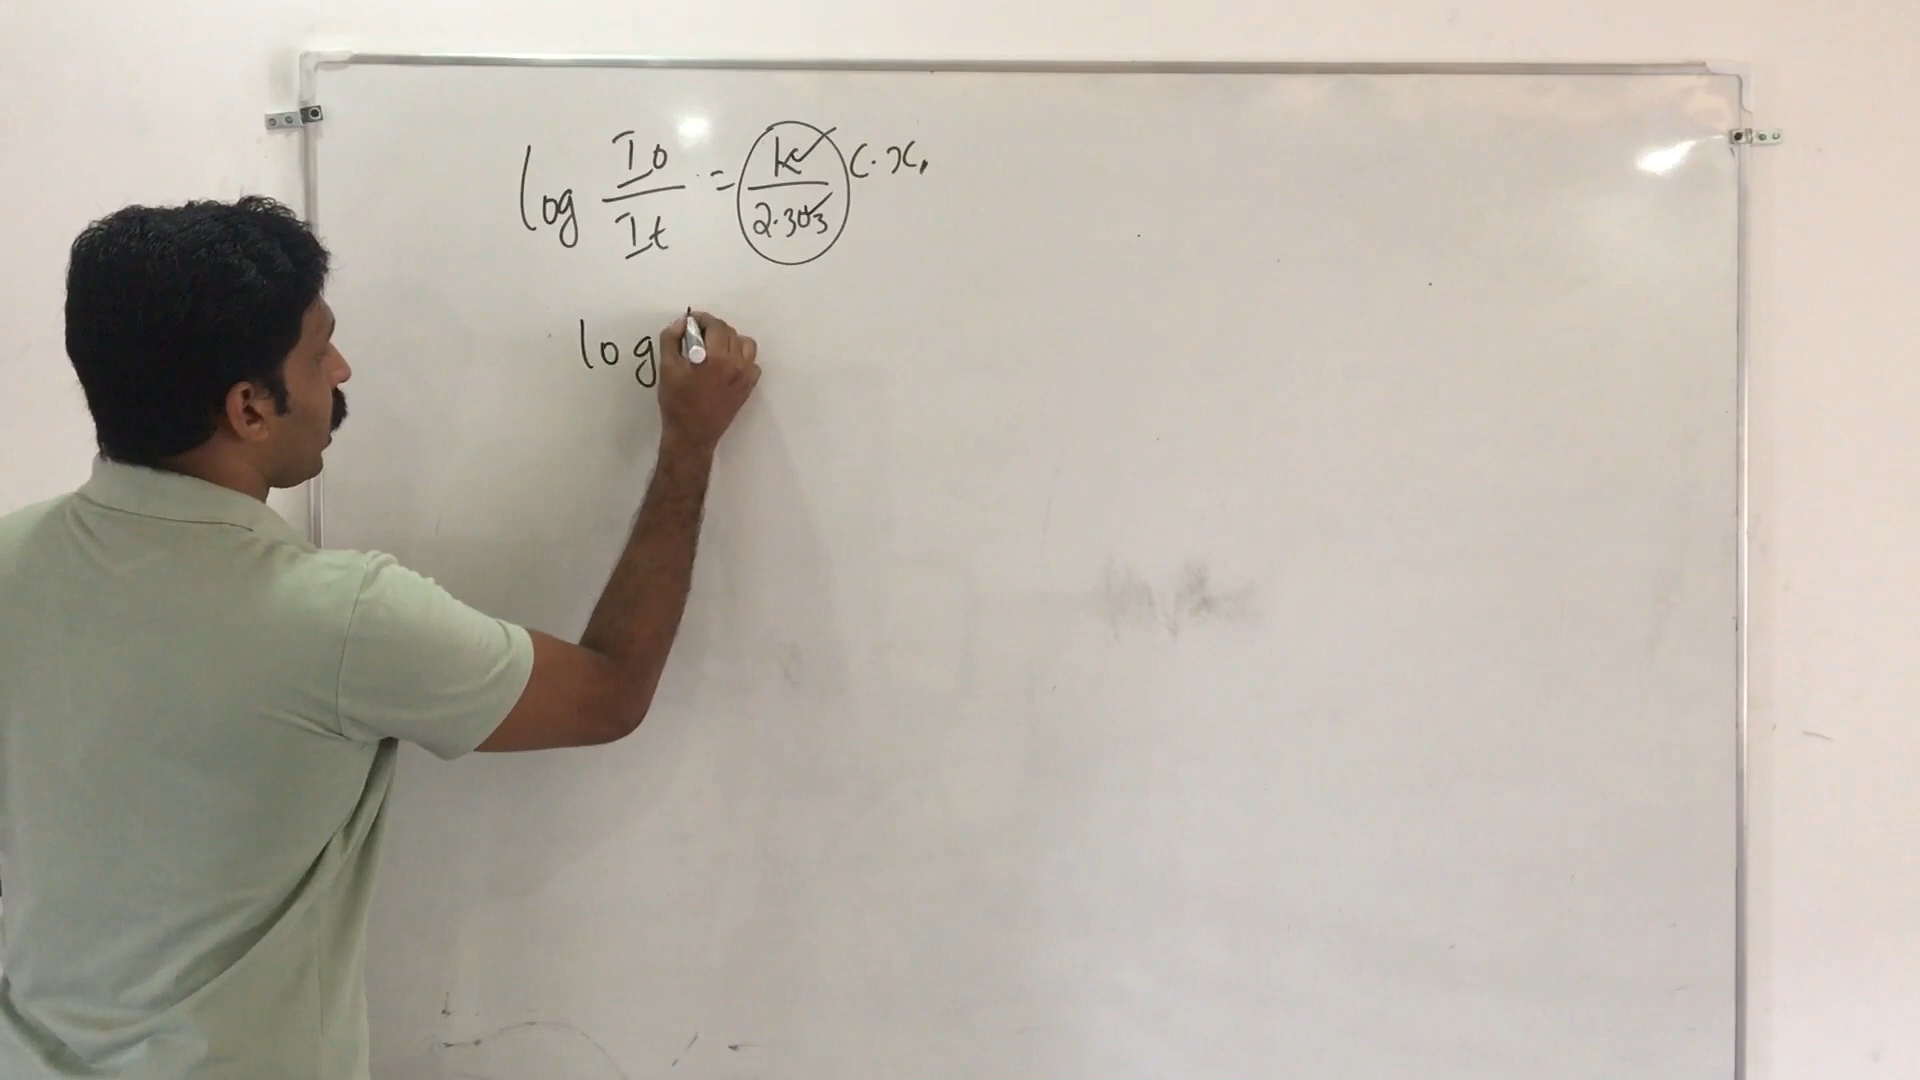 log I₀/It = k/2.303 c.x.
log